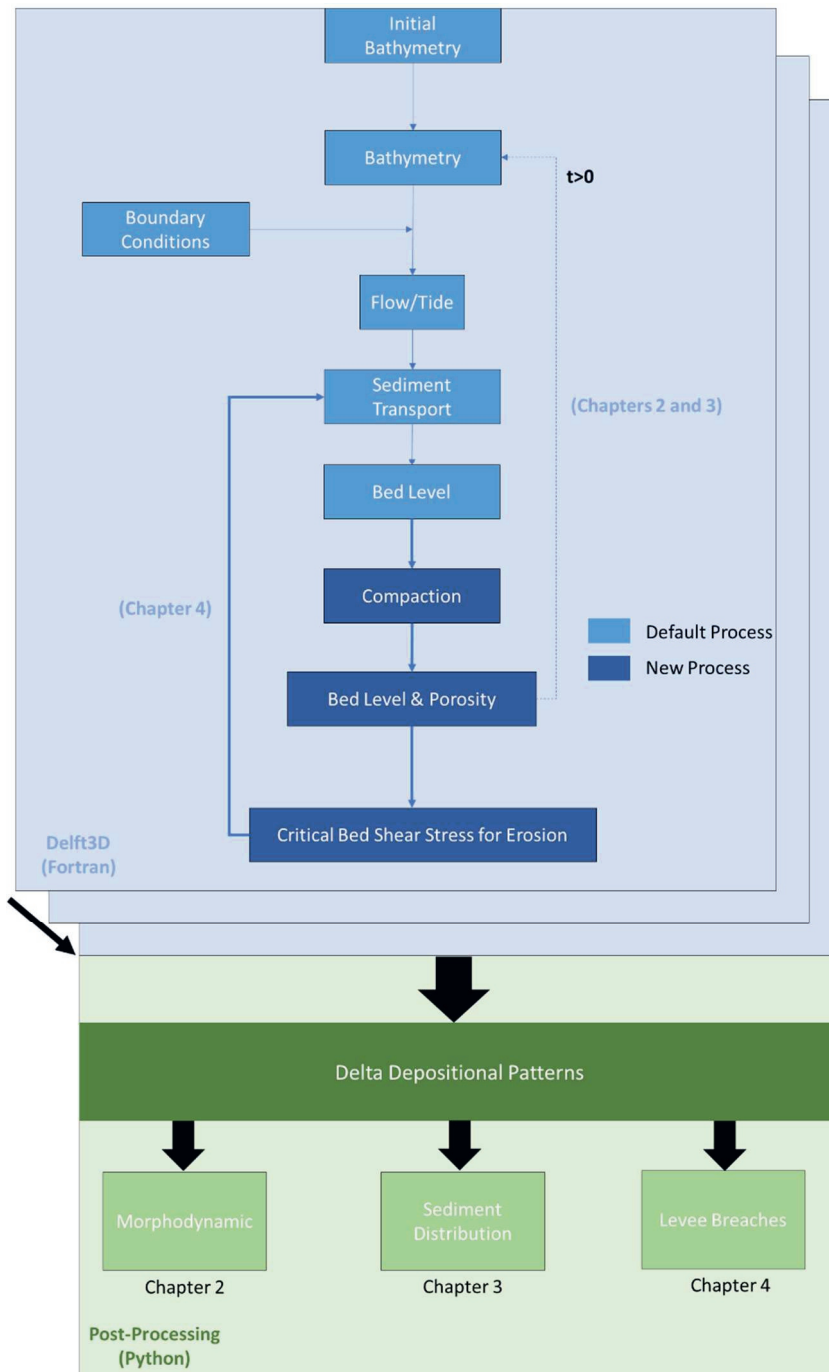 Initial
Bathymetry
Bathymetry
t>0
Boundary
Conditions
Flow/Tide
Sediment
Transport
(Chapters 2 and 3)
Bed Level
Compaction
(Chapter 4)
Default Process
New Process
Bed Level & Porosity
Critical Bed Shear Stress for Erosion
Delft3D
(Fortran)
Delta Depositional Patterns
Morphodynamic
Sediment
Distribution
Levee Breaches
Chapter 2
Chapter 3
Chapter 4
Post-Processing
(Python)